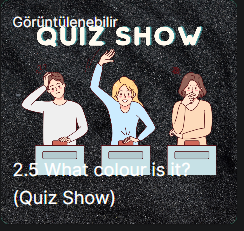 Görüntülenebilir
QUIZ SHOW
2.5 What colour is it?
(Quiz Show)